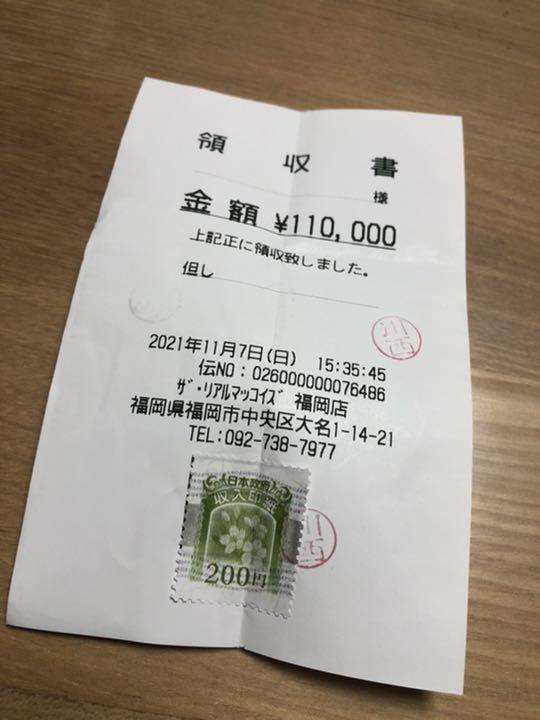 領収書
様
金額 ¥110,000
上記正に領収致しました。
但し
川西
2021年11月7日(日) 15:35:45
伝NO：026000000076486
ｻﾞ･ﾘｱﾙﾏｯｺｲｽﾞ 福岡店
福岡県福岡市中央区大名1-14-21
TEL:092-738-7977
日本政府
収入印紙
200円
川西